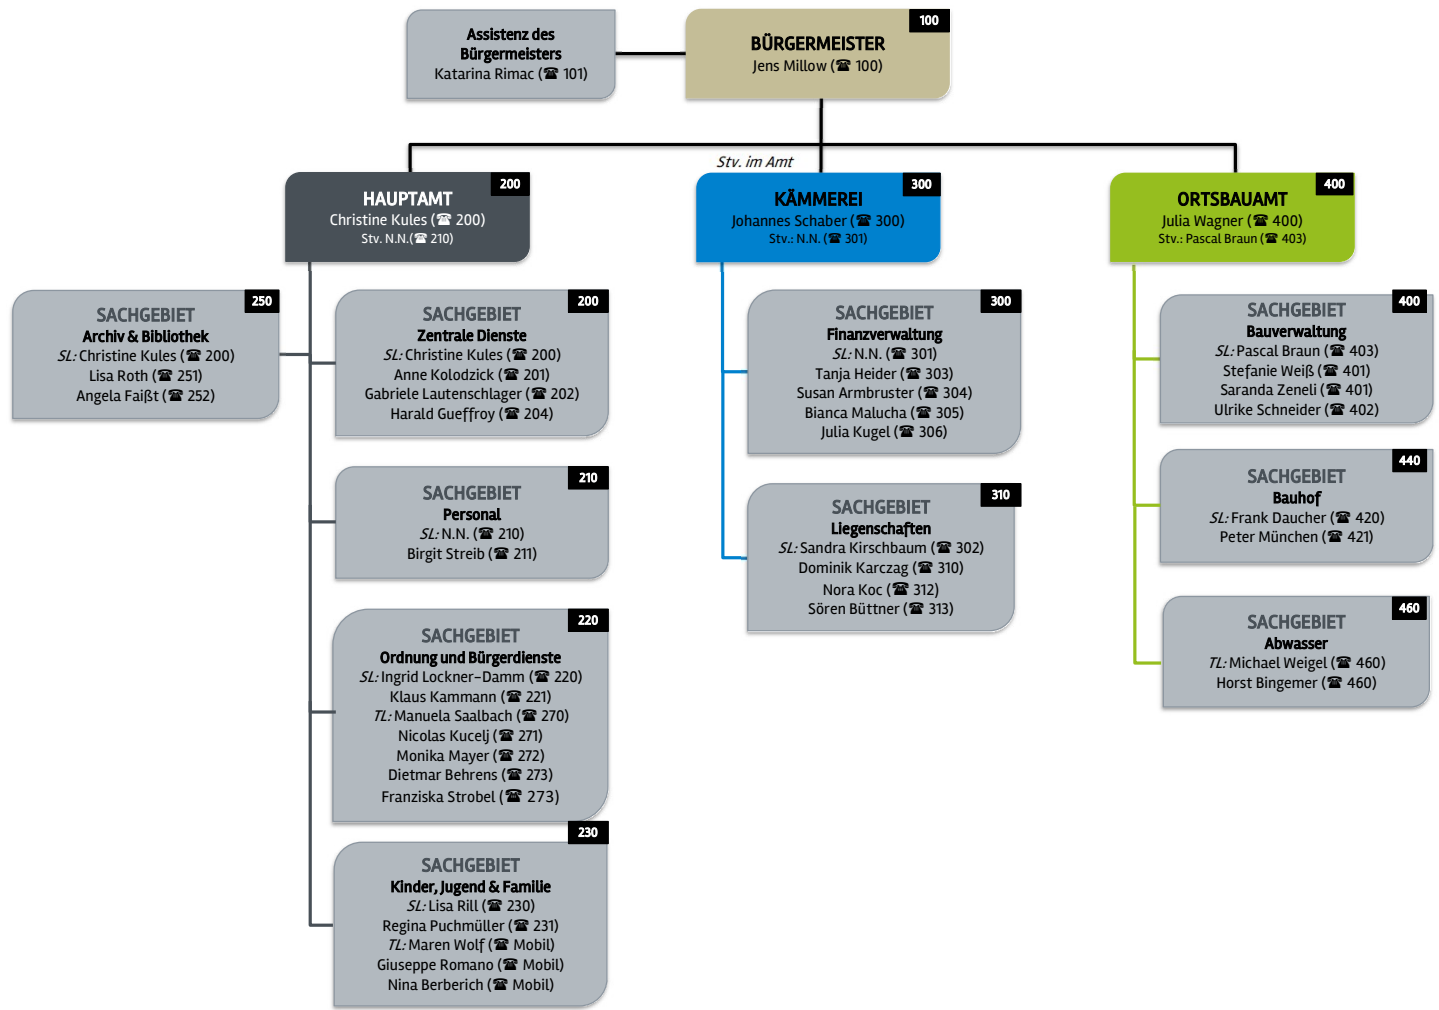 Assistenz des
Bürgermeisters
Katarina Rimac (☎ 101)
100
BÜRGERMEISTER
Jens Millow (☎ 100)
Stv. im Amt
200
HAUPTAMT
Christine Kules (☎ 200)
Stv. N.N.(☎ 210)
300
KÄMMEREI
Johannes Schaber (☎ 300)
Stv.: N.N. (☎ 301)
400
ORTSBAUAMT
Julia Wagner (☎ 400)
Stv.: Pascal Braun (☎ 403)
250
SACHGEBIET
Archiv & Bibliothek
SL: Christine Kules (☎ 200)
Lisa Roth (☎ 251)
Angela Faißt (☎ 252)
200
SACHGEBIET
Zentrale Dienste
SL: Christine Kules (☎ 200)
Anne Kolodzick (☎ 201)
Gabriele Lautenschlager (☎ 202)
Harald Gueffroy (☎ 204)
210
SACHGEBIET
Personal
SL: N.N. (☎ 210)
Birgit Streib (☎ 211)
220
SACHGEBIET
Ordnung und Bürgerdienste
SL: Ingrid Lockner-Damm (☎ 220)
Klaus Kammann (☎ 221)
TL: Manuela Saalbach (☎ 270)
Nicolas Kucelj (☎ 271)
Monika Mayer (☎ 272)
Dietmar Behrens (☎ 273)
Franziska Strobel (☎ 273)
230
SACHGEBIET
Kinder, Jugend & Familie
SL: Lisa Rill (☎ 230)
Regina Puchmüller (☎ 231)
TL: Maren Wolf (☎ Mobil)
Giuseppe Romano (☎ Mobil)
Nina Berberich (☎ Mobil)
300
SACHGEBIET
Finanzverwaltung
SL: N.N. (☎ 301)
Tanja Heider (☎ 303)
Susan Armbruster (☎ 304)
Bianca Malucha (☎ 305)
Julia Kugel (☎ 306)
310
SACHGEBIET
Liegenschaften
SL: Sandra Kirschbaum (☎ 302)
Dominik Karczag (☎ 310)
Nora Koc (☎ 312)
Sören Büttner (☎ 313)
400
SACHGEBIET
Bauverwaltung
SL: Pascal Braun (☎ 403)
Stefanie Weiß (☎ 401)
Saranda Zeneli (☎ 401)
Ulrike Schneider (☎ 402)
440
SACHGEBIET
Bauhof
SL: Frank Daucher (☎ 420)
Peter München (☎ 421)
460
SACHGEBIET
Abwasser
TL: Michael Weigel (☎ 460)
Horst Bingemer (☎ 460)